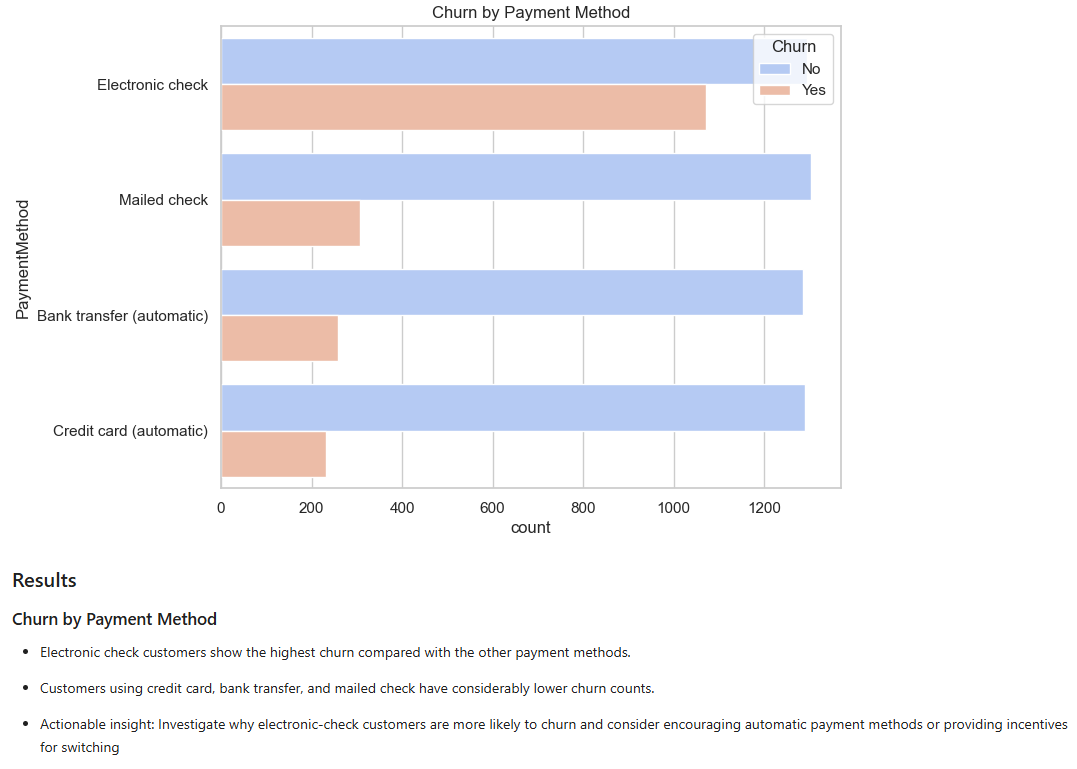 Churn by Payment Method
Churn
No
Yes
Electronic check
Mailed check
Bank transfer (automatic)
Credit card (automatic)
PaymentMethod
0 200 400 600 800 1000 1200
count
Results
Churn by Payment Method
• Electronic check customers show the highest churn compared with the other payment methods.
• Customers using credit card, bank transfer, and mailed check have considerably lower churn counts.
• Actionable insight: Investigate why electronic-check customers are more likely to churn and consider encouraging automatic payment methods or providing incentives
for switching